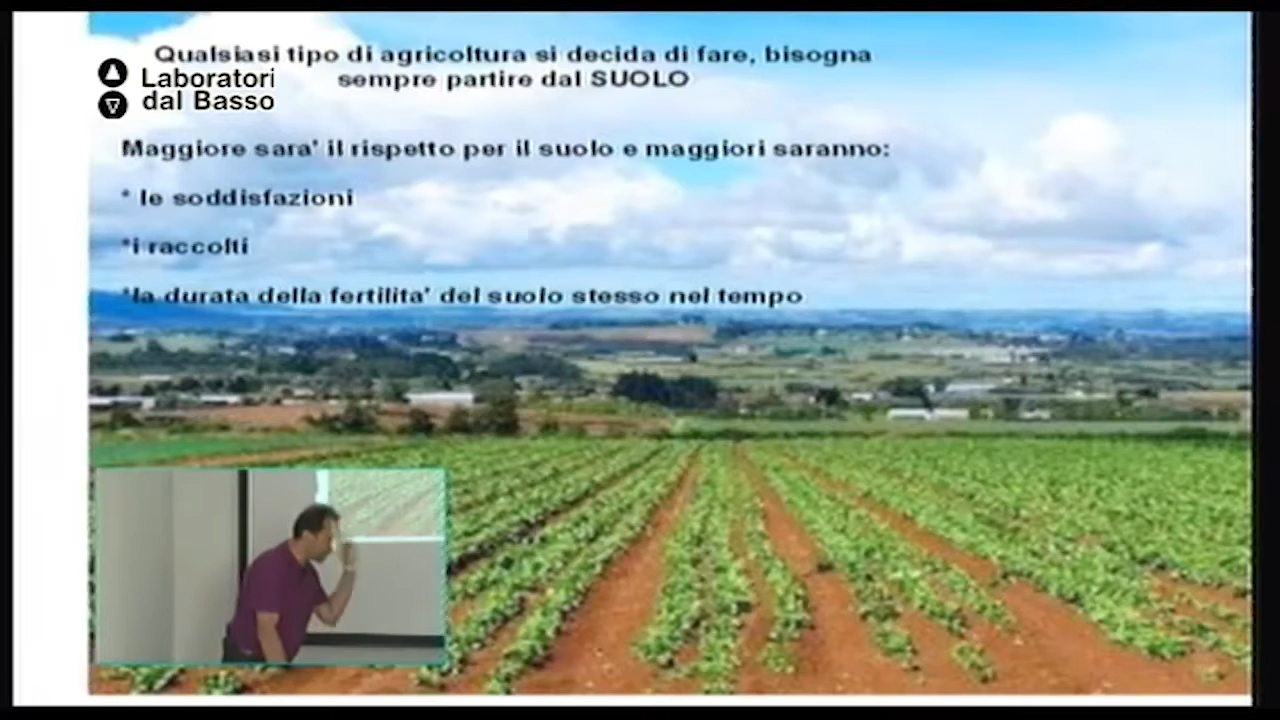 Qualsiasi tipo di agricoltura si decida di fare, bisogna
sempre partire dal SUOLO
Laboratori
dal Basso
Maggiore sara' il rispetto per il suolo e maggiori saranno:
* le soddisfazioni
*i raccolti
*la durata della fertilita' del suolo stesso nel tempo